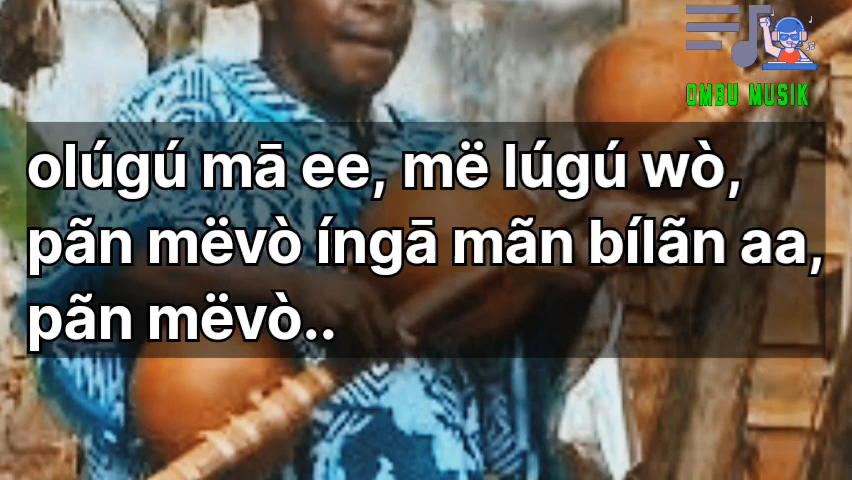 OMBU MUSIK
olúgú mā ee, më lúgú wò,
pãn mëvò íngā mãn bílãn aa,
pãn mëvò..